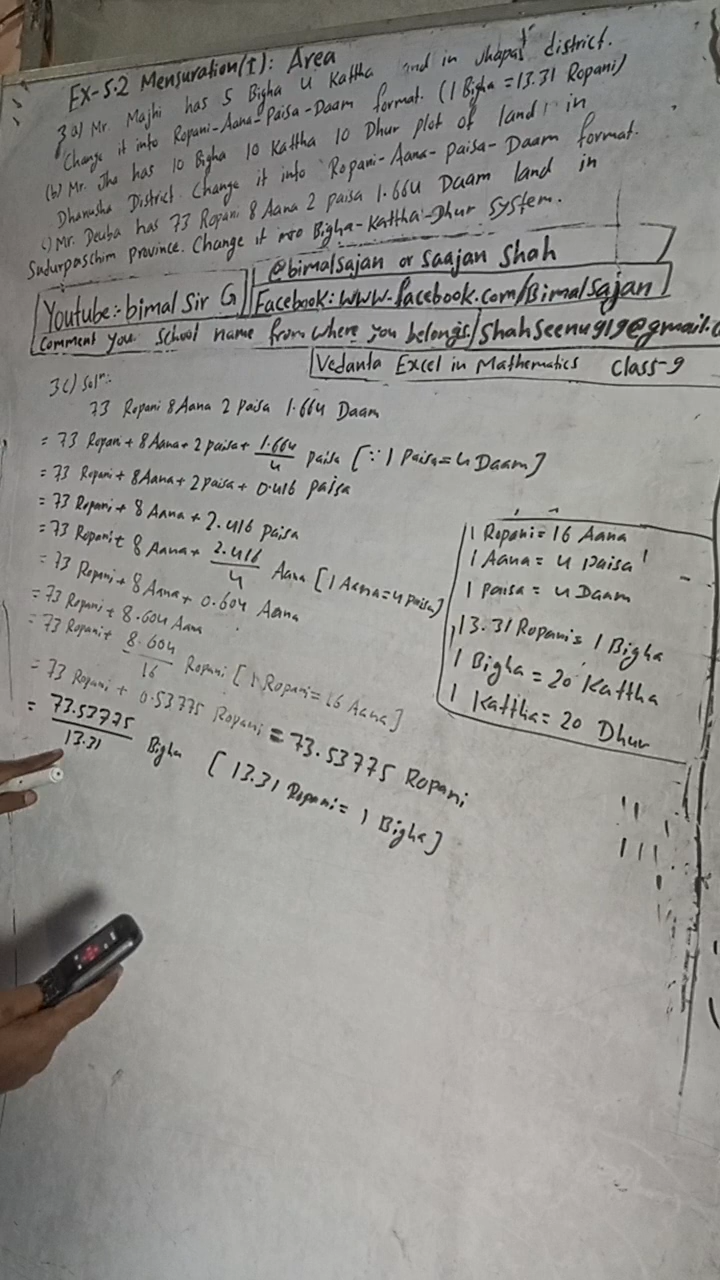 Ex-5.2 Mensuration(I): Area
3 a) Mr. Majhi has 5 Bigha 4 Kattha land in Jhapa district.
Change it into Ropani-Aana-Paisa-Daam format. (1 Bigha = 13.31 Ropani)
(b) Mr. Jha has 10 Bigha 10 Kattha 10 Dhur plot of land in
Dhanusha District. Change it into Ropani-Aana-Paisa-Daam format.
c) Mr. Deuba has 73 Ropani 8 Aana 2 paisa 1.664 Daam land in
Sudurpaschim province. Change it into Bigha-Kattha-Dhur System.
@bimalsajan or Saajan Shah
Youtube:- bimal Sir G
Facebook: www.facebook.com/Bimalsajan
Comment your School name from where you belongs/Shahseenu919@gmail.c
Vedanta Excel in Mathematics Class-9
3c) Solⁿ:
73 Ropani 8 Aana 2 Paisa 1.664 Daam
= 73 Ropani + 8 Aana + 2 paisa + 1.664/4 paisa [∵ 1 Paisa = 4 Daam]
= 73 Ropani + 8 Aana + 2 paisa + 0.416 paisa
= 73 Ropani + 8 Aana + 2.416 paisa
= 73 Ropani + 8 Aana + 2.416/4 Aana [1 Aana = 4 paisa]
= 73 Ropani + 8 Aana + 0.604 Aana
= 73 Ropani + 8.604 Aana
= 73 Ropani + 8.604/16 Ropani [1 Ropani = 16 Aana]
= 73 Ropani + 0.53775 Ropani = 73.53775 Ropani
= 73.53775/13.31 Bigha [13.31 Ropani = 1 Bigha]
1 Ropani = 16 Aana
1 Aana = 4 paisa
1 paisa = 4 Daam
13.31 Ropani = 1 Bigha
1 Bigha = 20 Kattha
1 Kattha = 20 Dhur